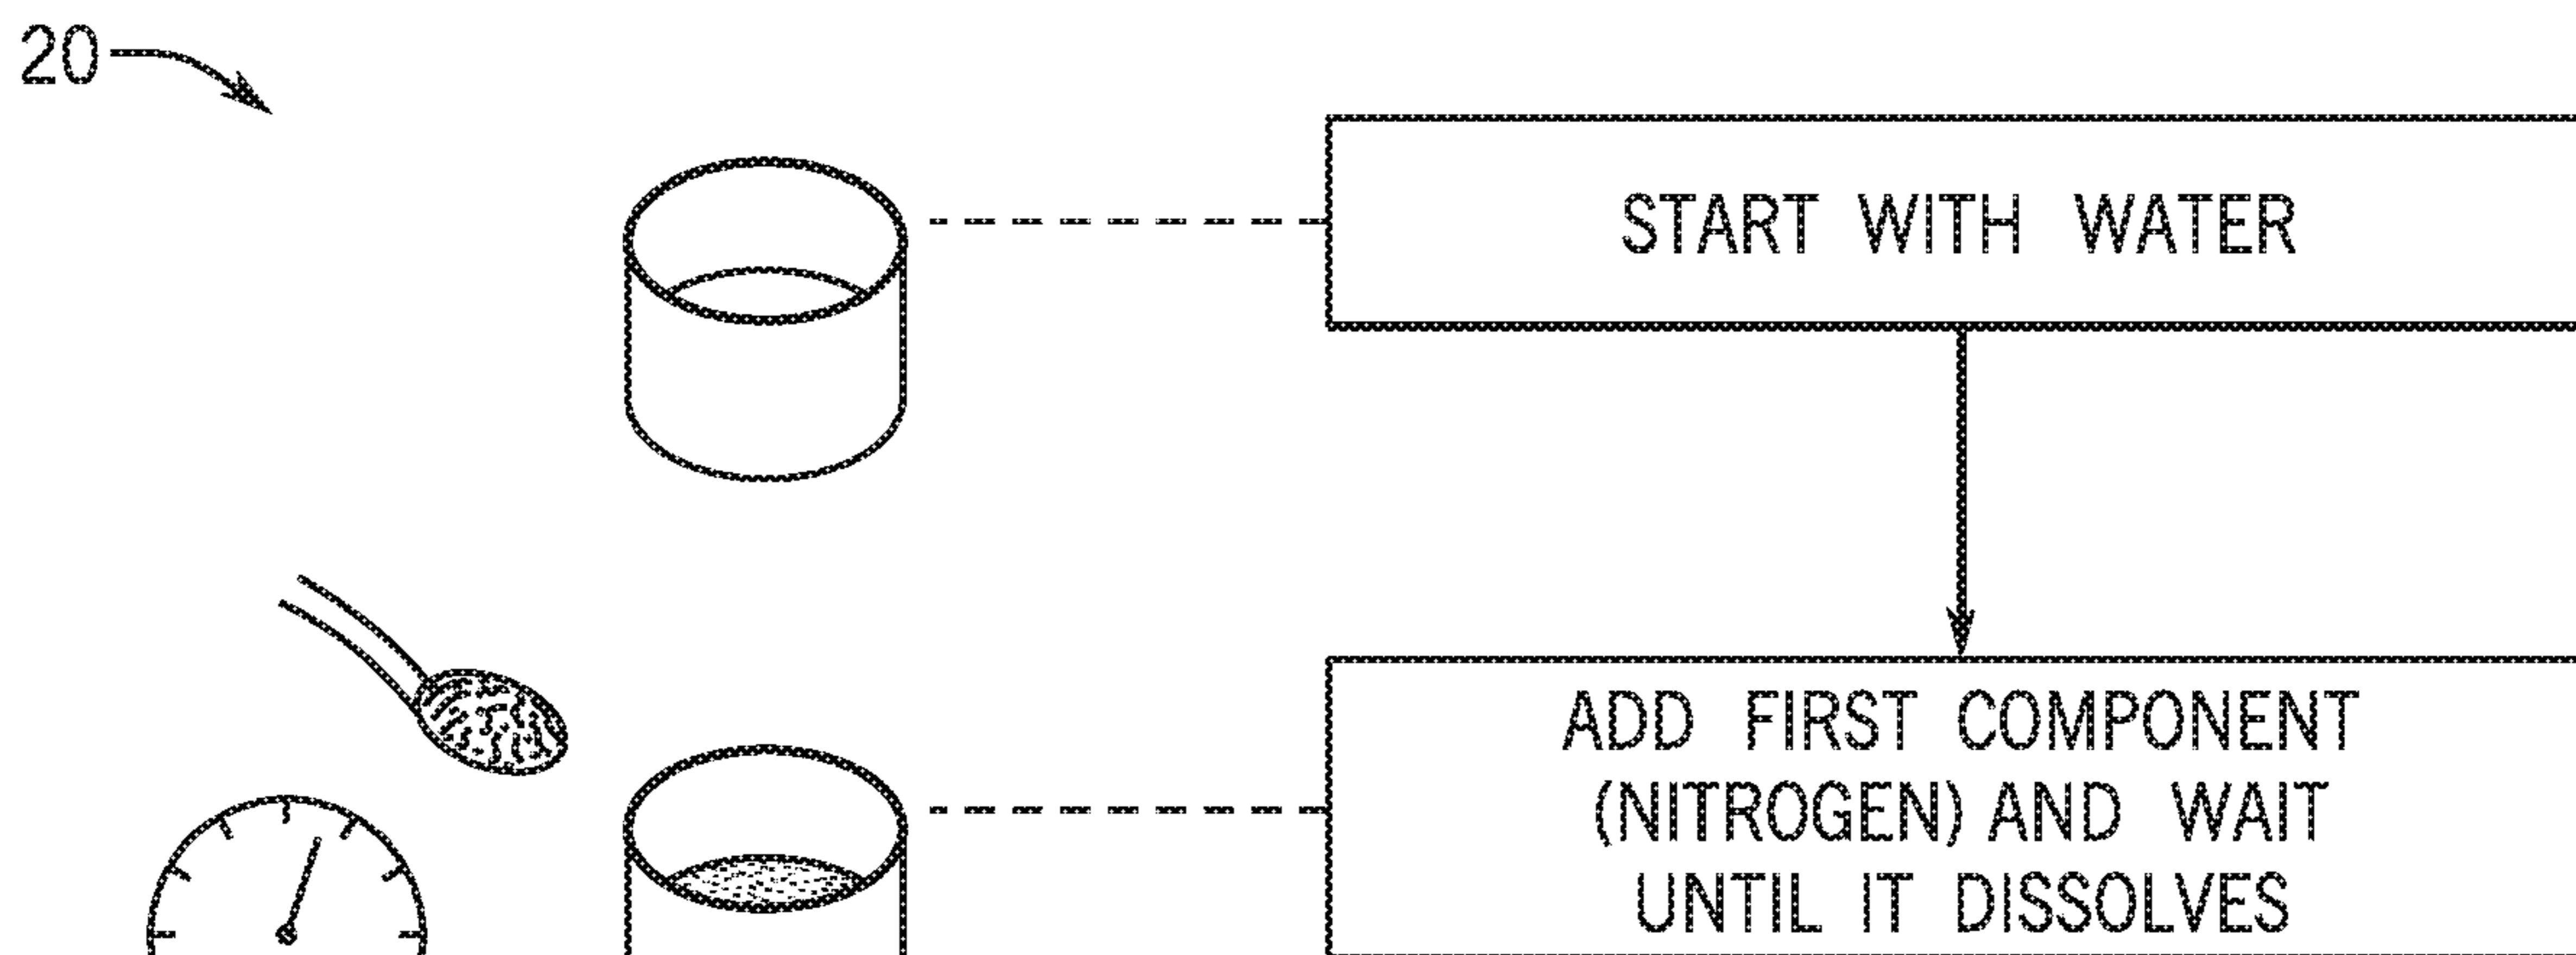 20
START WITH WATER
ADD FIRST COMPONENT
(NITROGEN) AND WAIT
UNTIL IT DISSOLVES